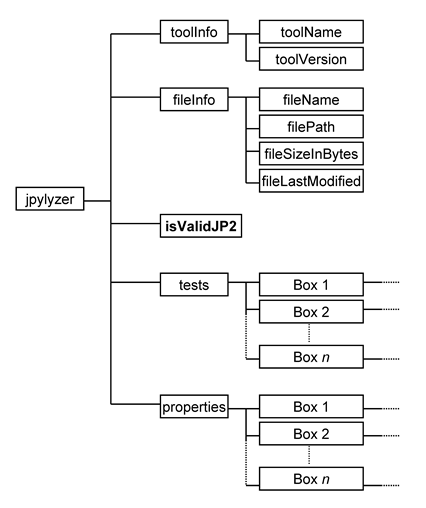 toolInfo
toolName
toolVersion
fileInfo
fileName
filePath
fileSizeInBytes
fileLastModified
jpylyzer
isValidJP2
tests
Box 1
Box 2
Box n
properties
Box 1
Box 2
Box n